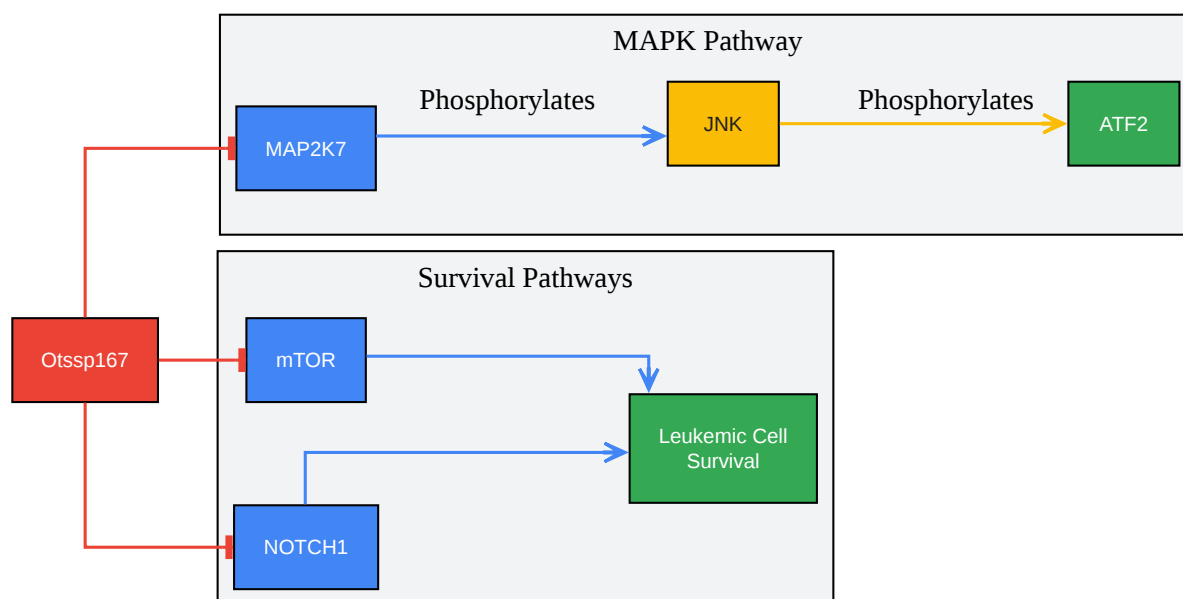 MAPK Pathway
Phosphorylates
Phosphorylates
MAP2K7
JNK
ATF2
Survival Pathways
Otssp167
mTOR
Leukemic Cell
Survival
NOTCH1